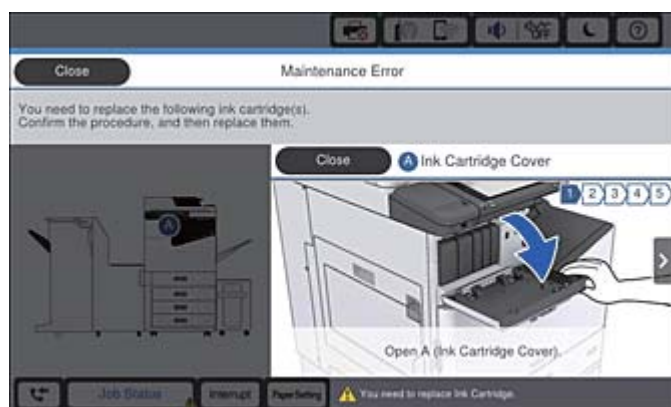 OFF
Close
Maintenance Error
You need to replace the following ink cartridge(s).
Confirm the procedure, and then replace them.
Close
A Ink Cartridge Cover
1 2 3 4 5
A
Open A (Ink Cartridge Cover).
Job Status
Interrupt
Paper Setting
You need to replace Ink Cartridge.